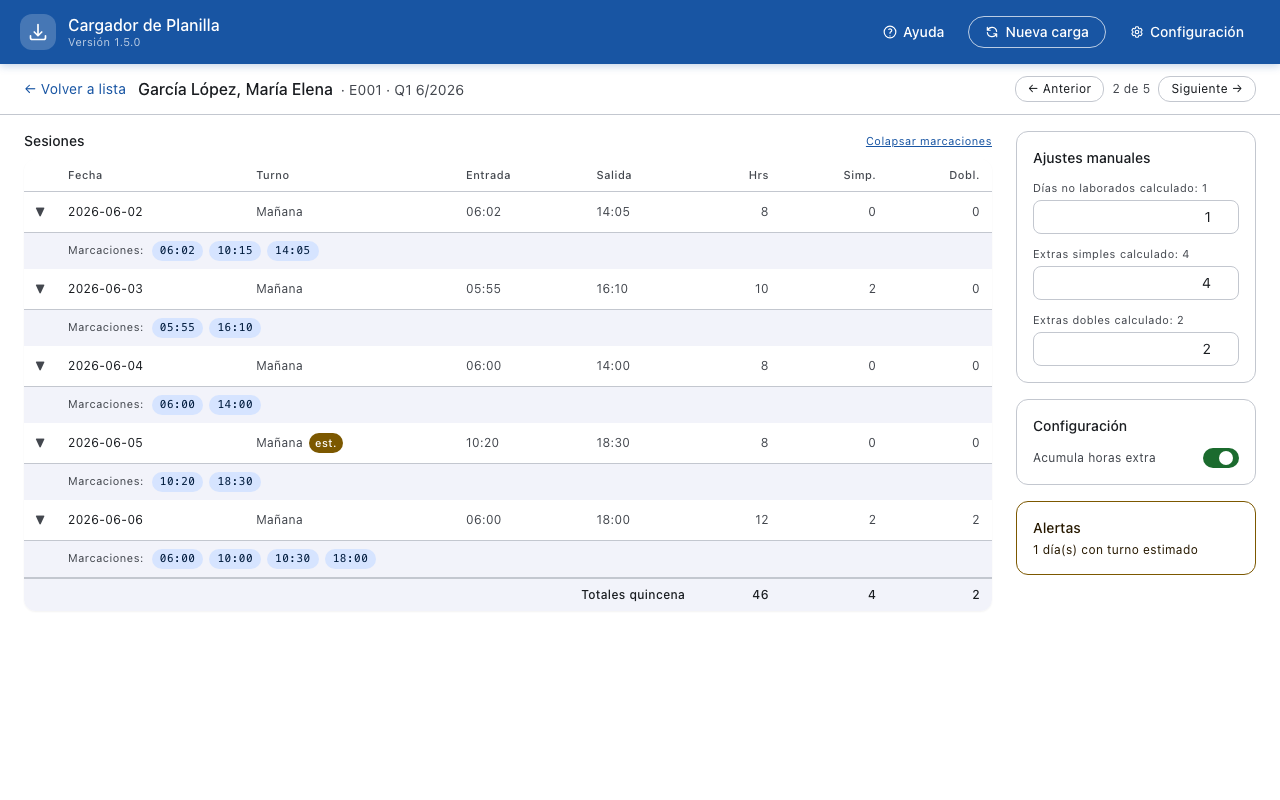 Cargador de Planilla
Versión 1.5.0
Ayuda
Nueva carga
Configuración
← Volver a lista García López, María Elena · E001 · Q1 6/2026
← Anterior 2 de 5 Siguiente →
Sesiones
Colapsar marcaciones
Fecha Turno Entrada Salida Hrs Simp. Dobl.
▼ 2026-06-02 Mañana 06:02 14:05 8 0 0
Marcaciones: 06:02 10:15 14:05
▼ 2026-06-03 Mañana 05:55 16:10 10 2 0
Marcaciones: 05:55 16:10
▼ 2026-06-04 Mañana 06:00 14:00 8 0 0
Marcaciones: 06:00 14:00
▼ 2026-06-05 Mañana est. 10:20 18:30 8 0 0
Marcaciones: 10:20 18:30
▼ 2026-06-06 Mañana 06:00 18:00 12 2 2
Marcaciones: 06:00 10:00 10:30 18:00
Totales quincena 46 4 2
Ajustes manuales
Días no laborados calculado: 1
1
Extras simples calculado: 4
4
Extras dobles calculado: 2
2
Configuración
Acumula horas extra
Alertas
1 día(s) con turno estimado